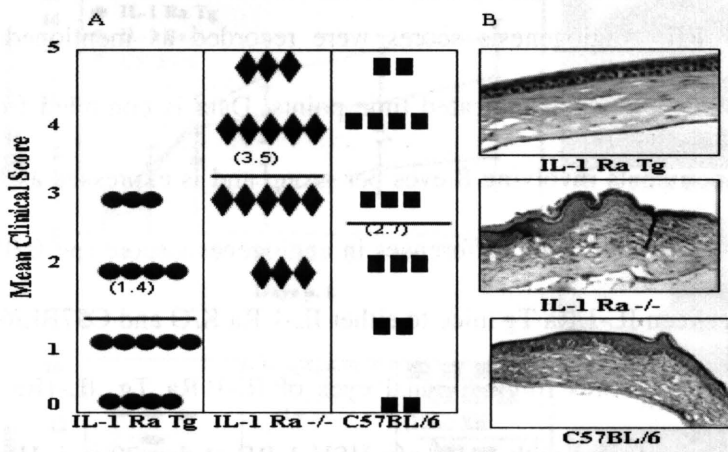 A
B
5
4
3
2
1
0
Mean Clinical Score
(3.5)
(2.7)
(1.4)
IL-1 Ra Tg
IL-1 Ra -/-
C57BL/6
IL-1 Ra Tg
IL-1 Ra -/-
C57BL/6